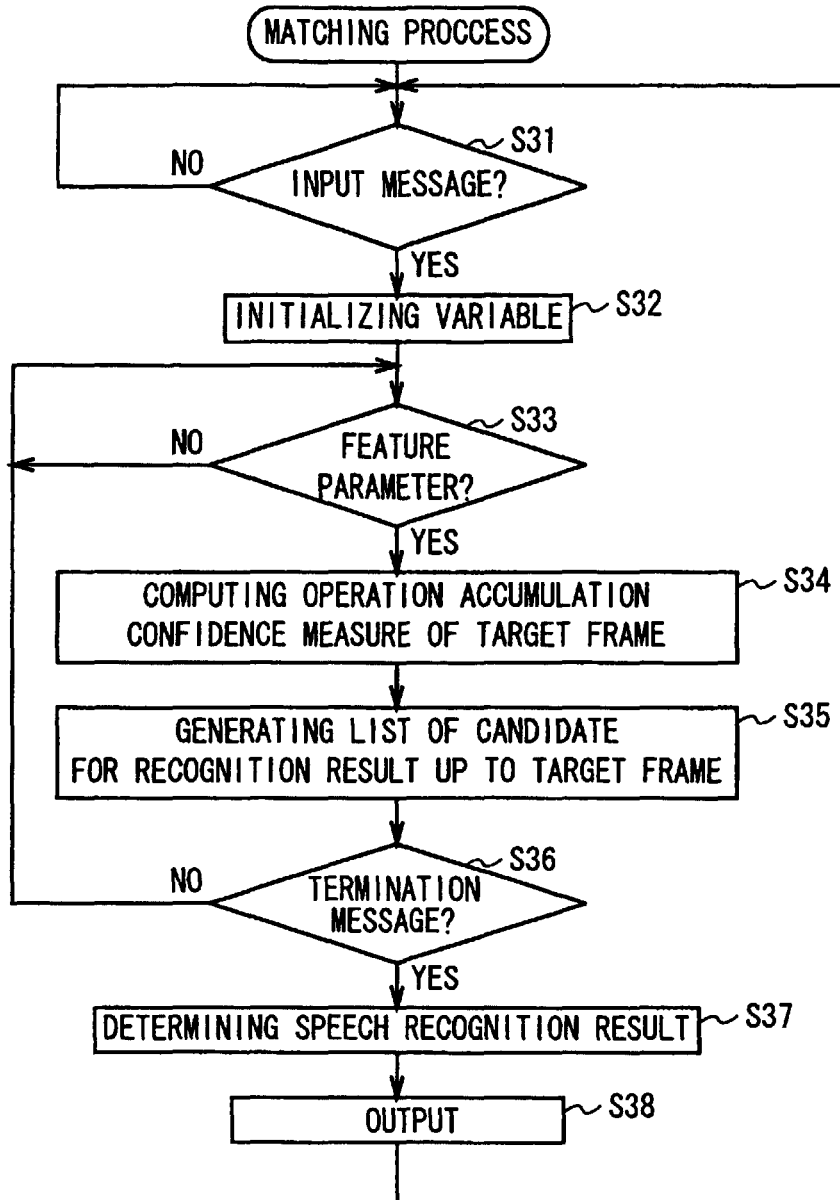 MATCHING PROCCESS
S31
NO
INPUT MESSAGE?
YES
INITIALIZING VARIABLE
S32
S33
NO
FEATURE
PARAMETER?
YES
S34
COMPUTING OPERATION ACCUMULATION
CONFIDENCE MEASURE OF TARGET FRAME
S35
GENERATING LIST OF CANDIDATE
FOR RECOGNITION RESULT UP TO TARGET FRAME
S36
NO
TERMINATION
MESSAGE?
YES
DETERMINING SPEECH RECOGNITION RESULT
S37
OUTPUT
S38